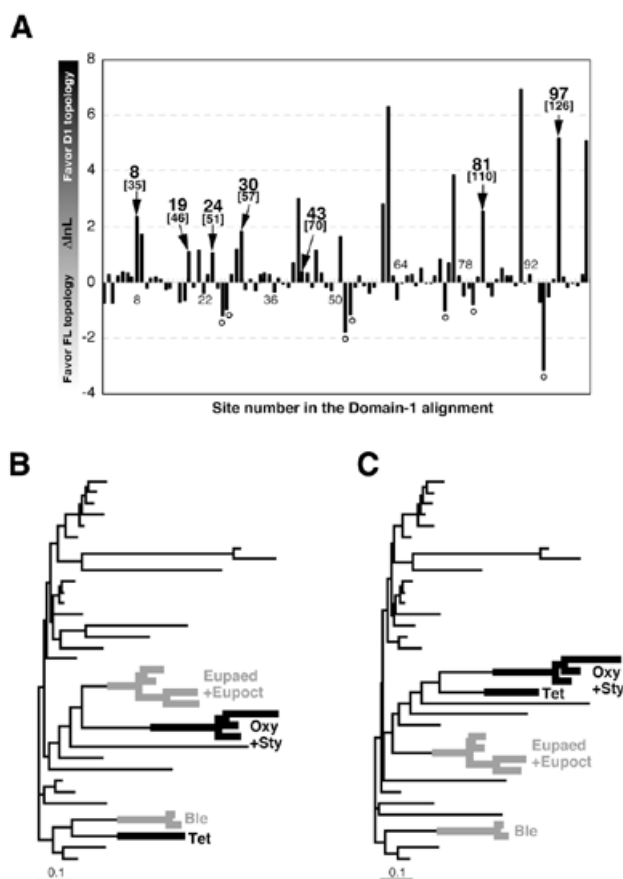 A
8
6
4
2
0
-2
-4
Favor D1 topology
ΔlnL
Favor FL topology
8
[35]
19
[46]
24
[51]
30
[57]
43
[70]
81
[110]
97
[126]
8
22
36
50
64
78
92
Site number in the Domain-1 alignment
B
Eupaed
+Eupoct
Oxy
+Sty
Ble
Tet
0.1
C
Oxy
+Sty
Tet
Eupaed
+Eupoct
Ble
0.1